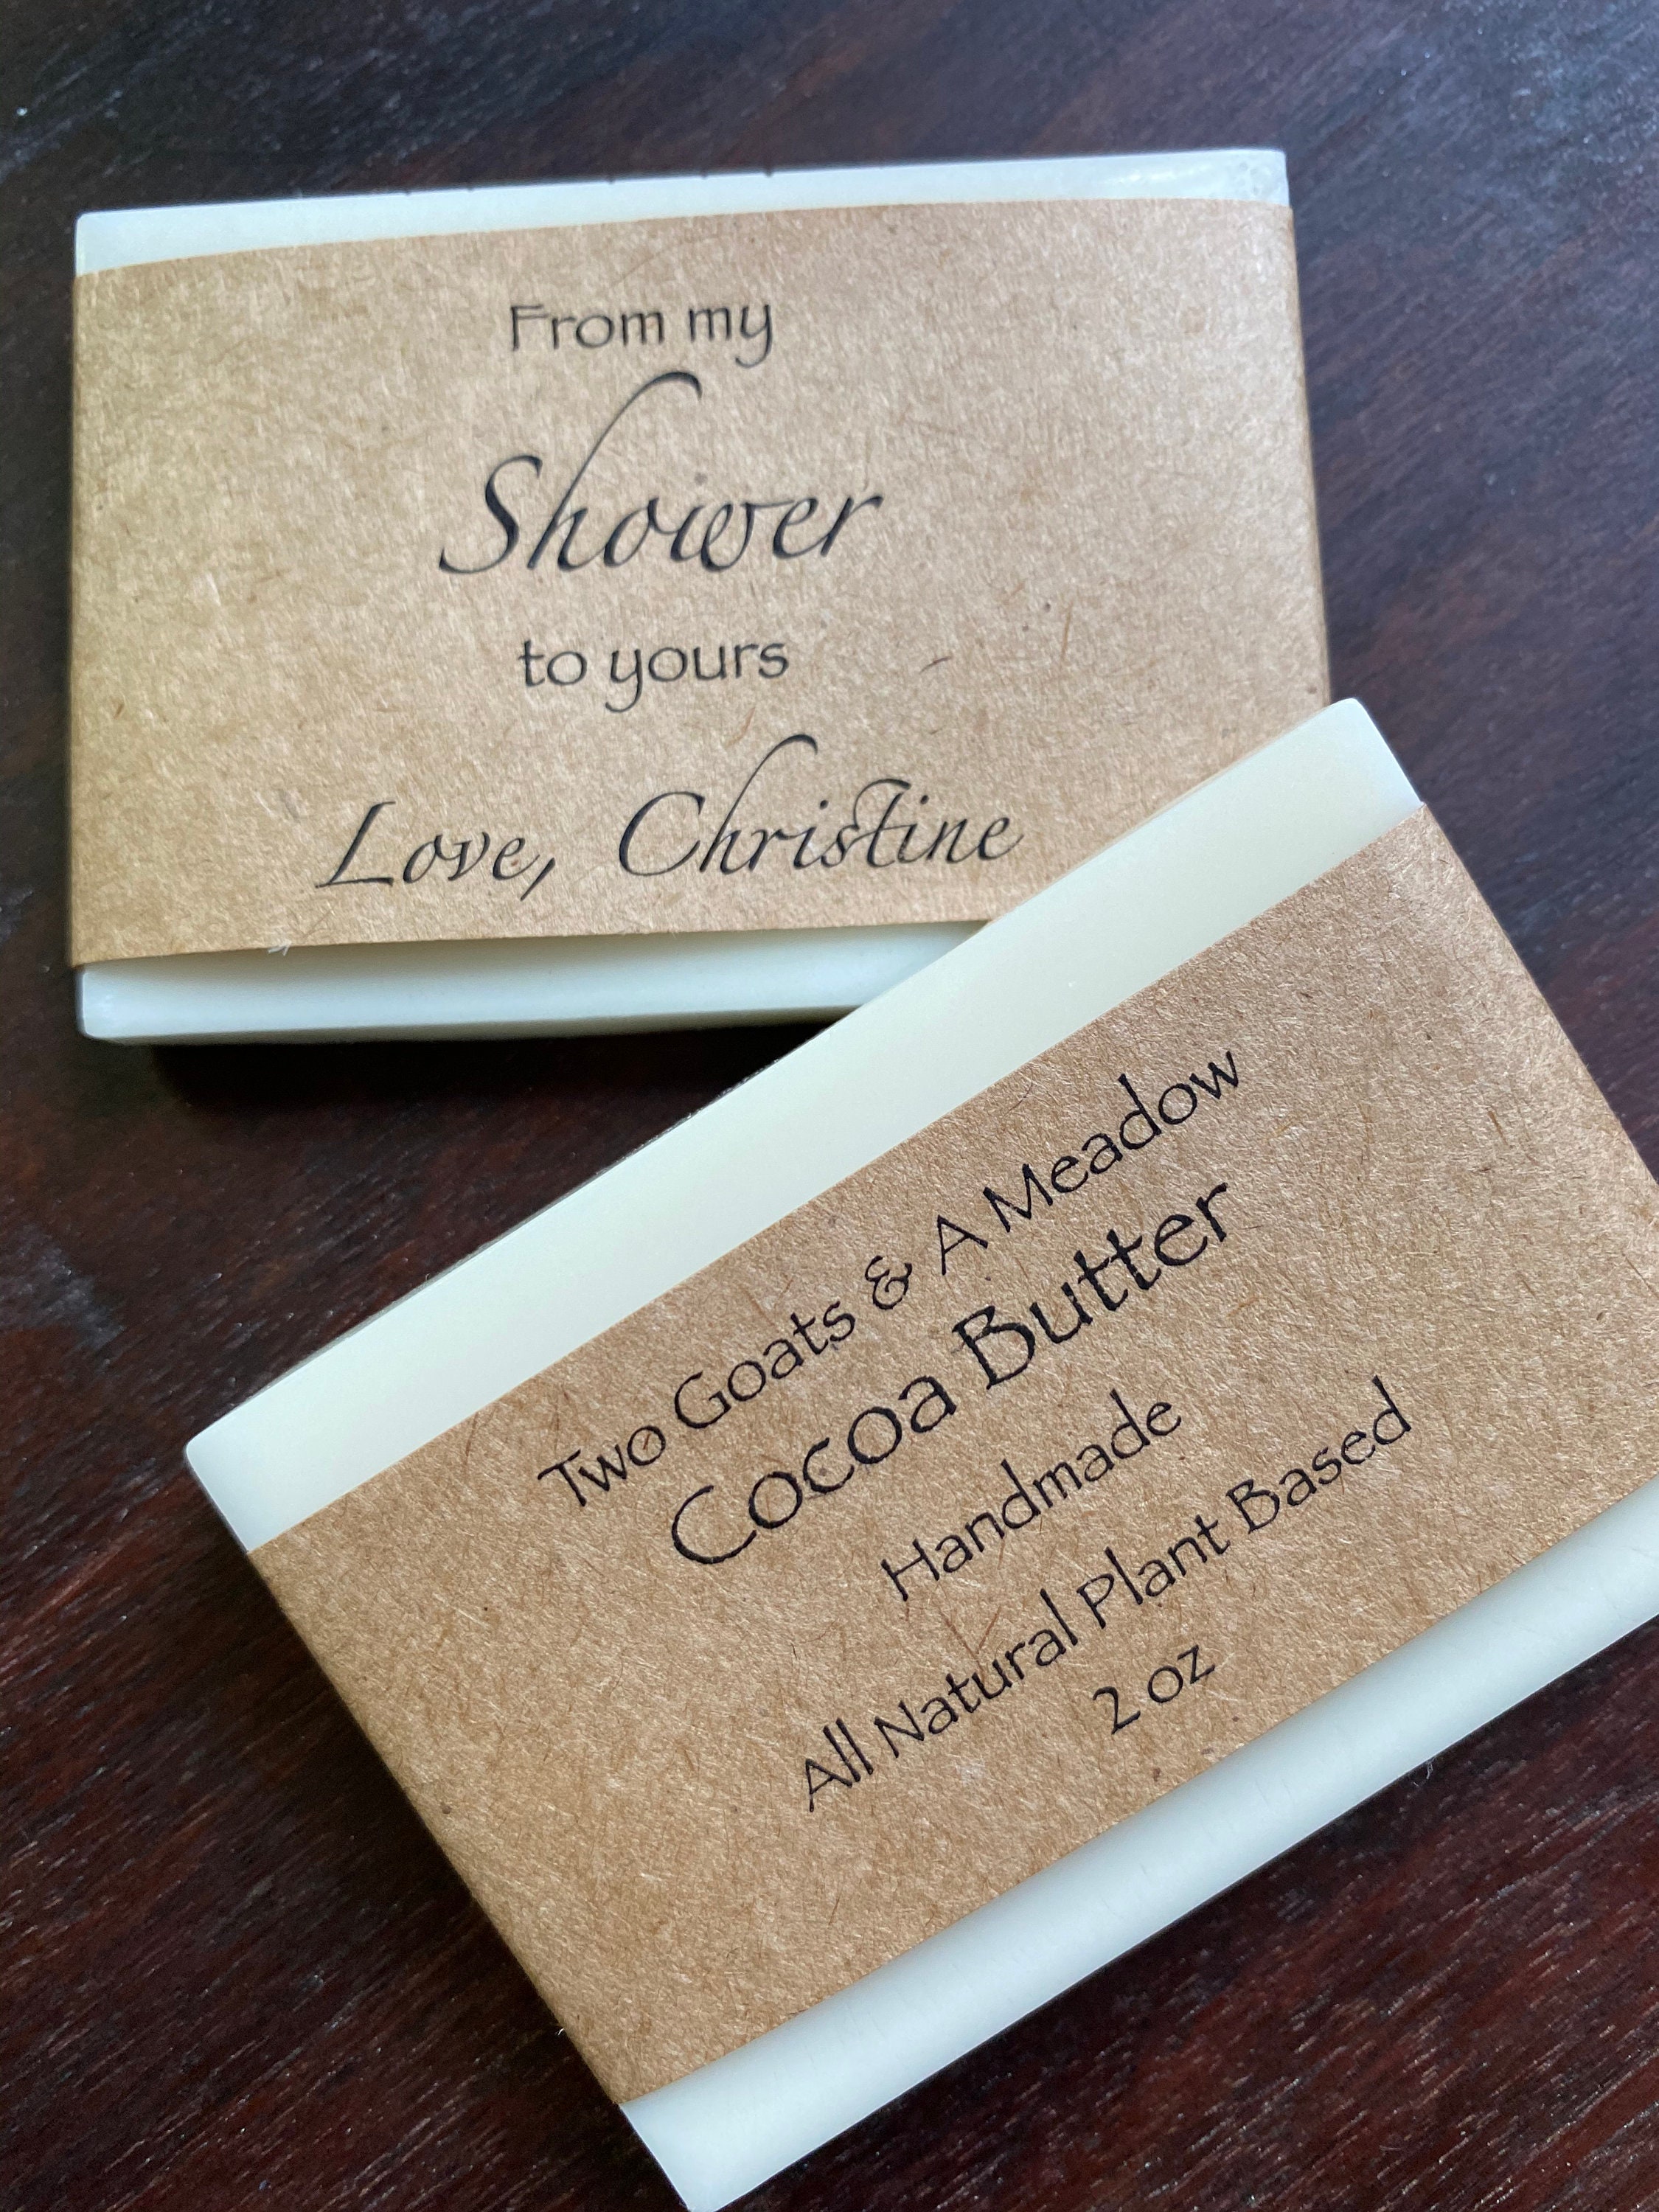 From my
Shower
to yours
Love, Christine
Two Goats & A Meadow
Cocoa Butter
Handmade
All Natural Plant Based
2 oz